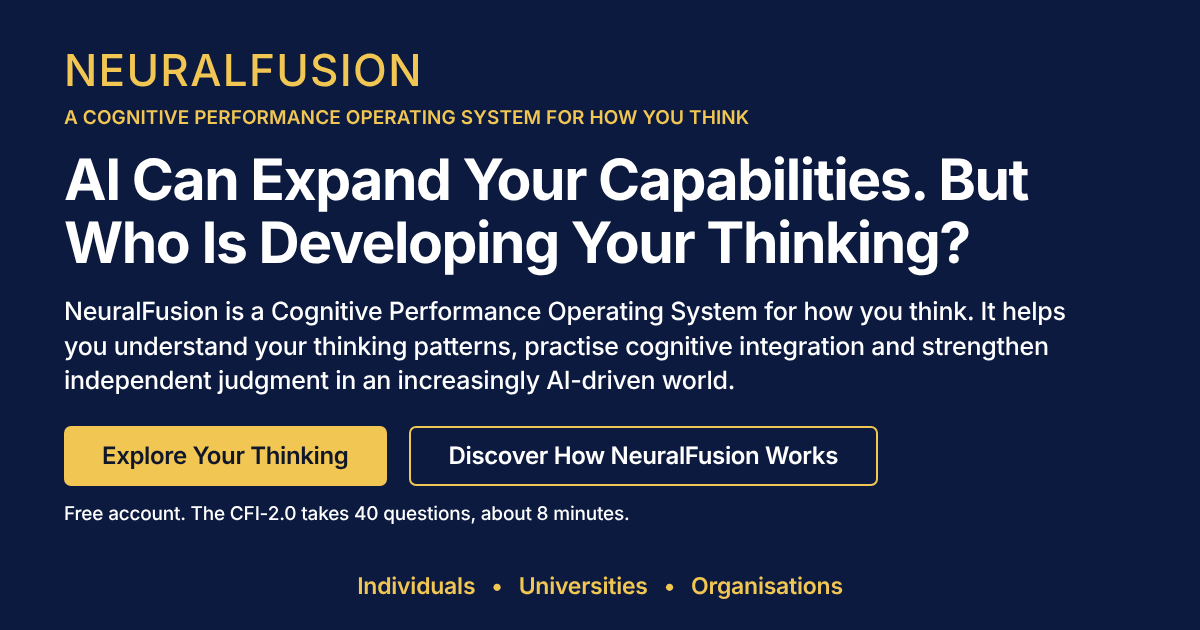 NEURALFUSION
A COGNITIVE PERFORMANCE OPERATING SYSTEM FOR HOW YOU THINK
AI Can Expand Your Capabilities. But
Who Is Developing Your Thinking?
NeuralFusion is a Cognitive Performance Operating System for how you think. It helps
you understand your thinking patterns, practise cognitive integration and strengthen
independent judgment in an increasingly AI-driven world.
Explore Your Thinking
Discover How NeuralFusion Works
Free account. The CFI-2.0 takes 40 questions, about 8 minutes.
Individuals • Universities • Organisations